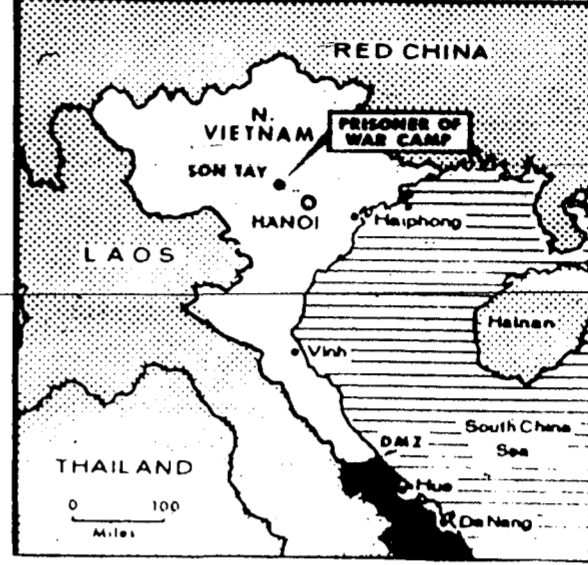 RED CHINA
N.
VIETNAM
PRISONER OF
WAR CAMP
SON TAY
HANOI
Haiphong
LAOS
Hainan
Vinh
South China
Sea
DMZ
THAILAND
Hue
0 100
Miles
Da Nang